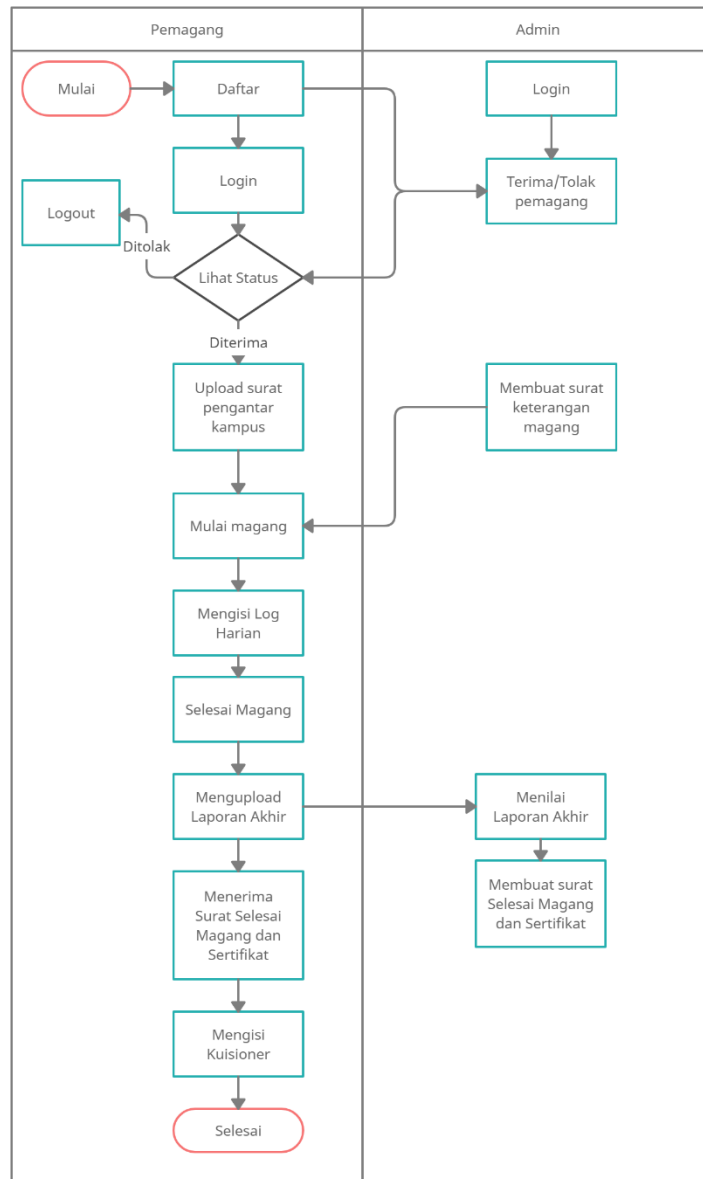 Pemagang
Admin
Mulai
Daftar
Login
Login
Terima/Tolak
pemagang
Logout
Ditolak
Lihat Status
Diterima
Upload surat
pengantar
kampus
Membuat surat
keterangan
magang
Mulai magang
Mengisi Log
Harian
Selesai Magang
Mengupload
Laporan Akhir
Menilai
Laporan Akhir
Menerima
Surat Selesai
Magang dan
Sertifikat
Membuat surat
Selesai Magang
dan Sertifikat
Mengisi
Kuisioner
Selesai